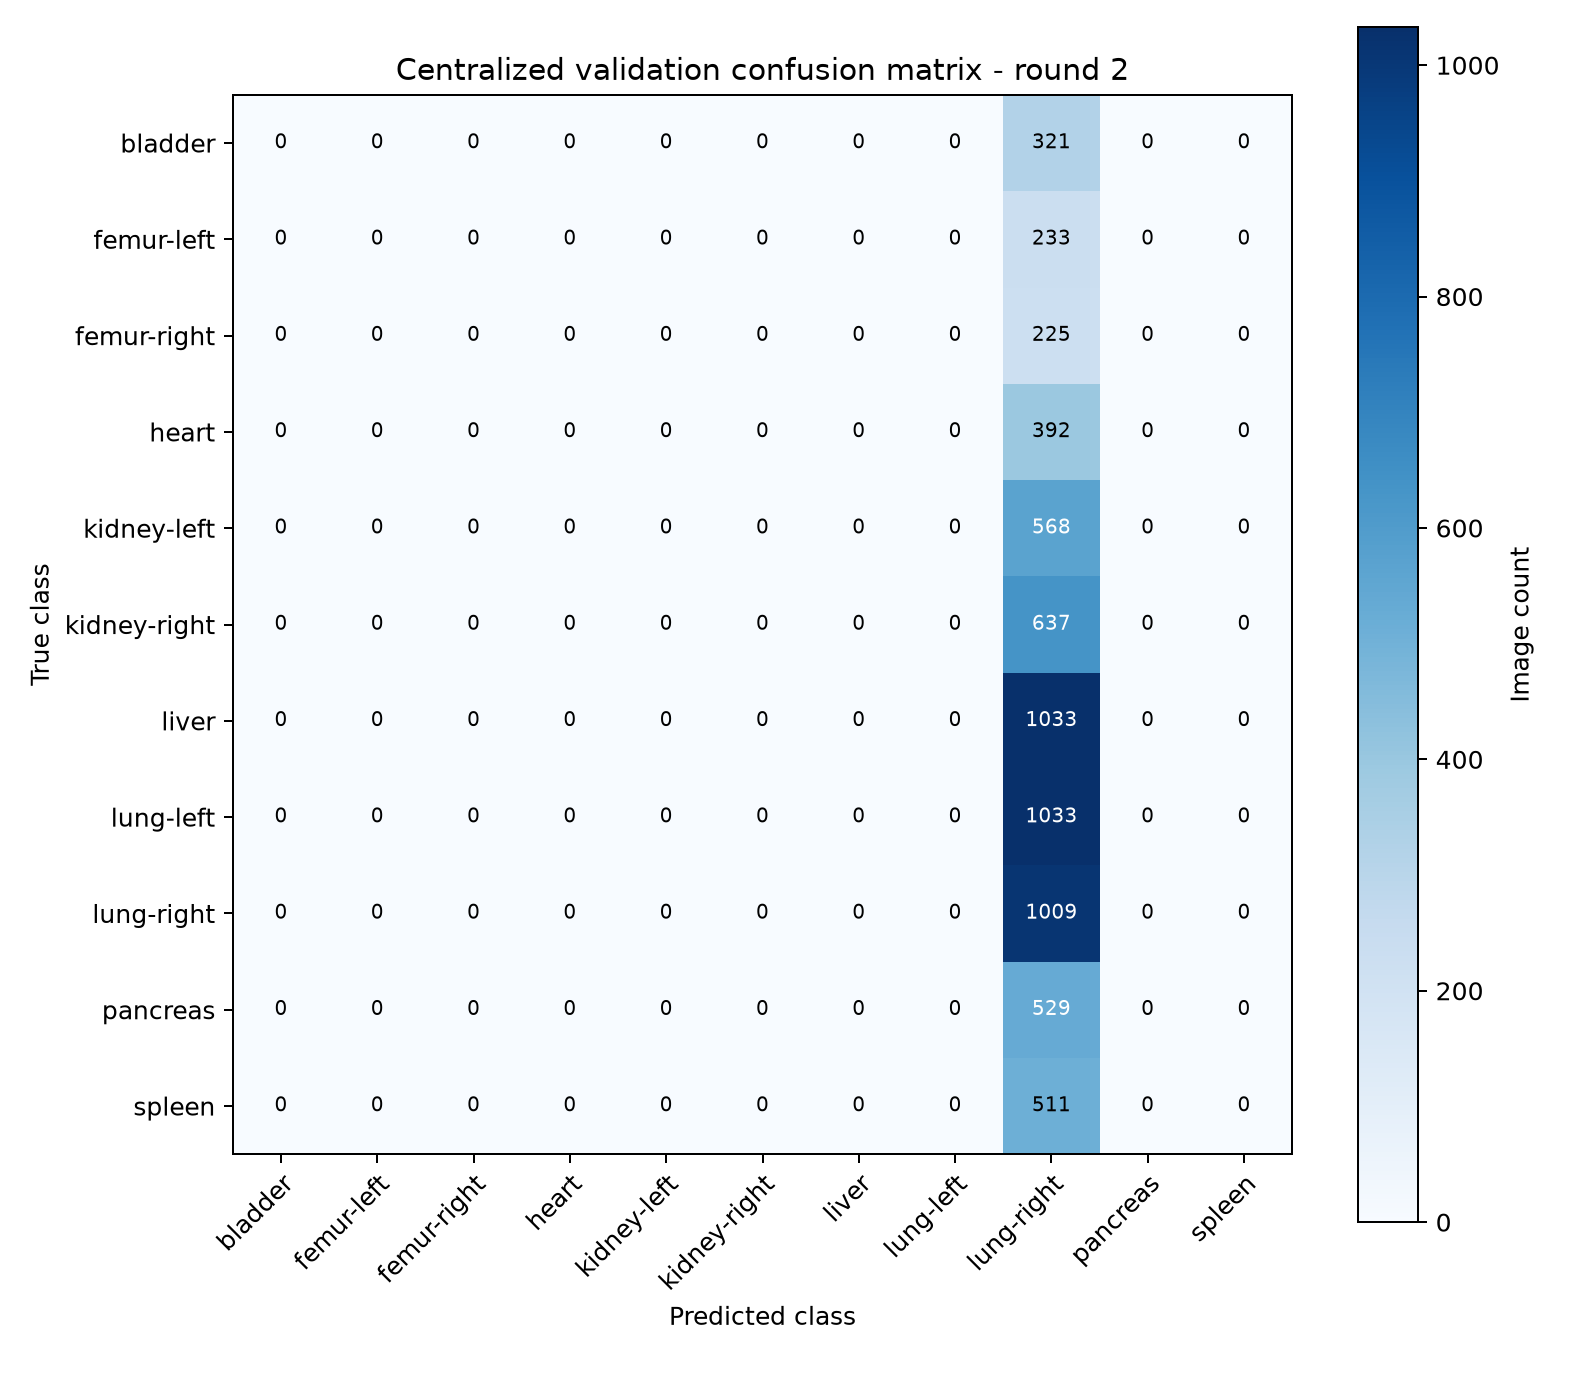 Centralized validation confusion matrix - round 2
True class
bladder 0 0 0 0 0 0 0 0 321 0 0
femur-left 0 0 0 0 0 0 0 0 233 0 0
femur-right 0 0 0 0 0 0 0 0 225 0 0
heart 0 0 0 0 0 0 0 0 392 0 0
kidney-left 0 0 0 0 0 0 0 0 568 0 0
kidney-right 0 0 0 0 0 0 0 0 637 0 0
liver 0 0 0 0 0 0 0 0 1033 0 0
lung-left 0 0 0 0 0 0 0 0 1033 0 0
lung-right 0 0 0 0 0 0 0 0 1009 0 0
pancreas 0 0 0 0 0 0 0 0 529 0 0
spleen 0 0 0 0 0 0 0 0 511 0 0
bladder femur-left femur-right heart kidney-left kidney-right liver lung-left lung-right pancreas spleen
Predicted class
1000
800
600
400
200
0
Image count